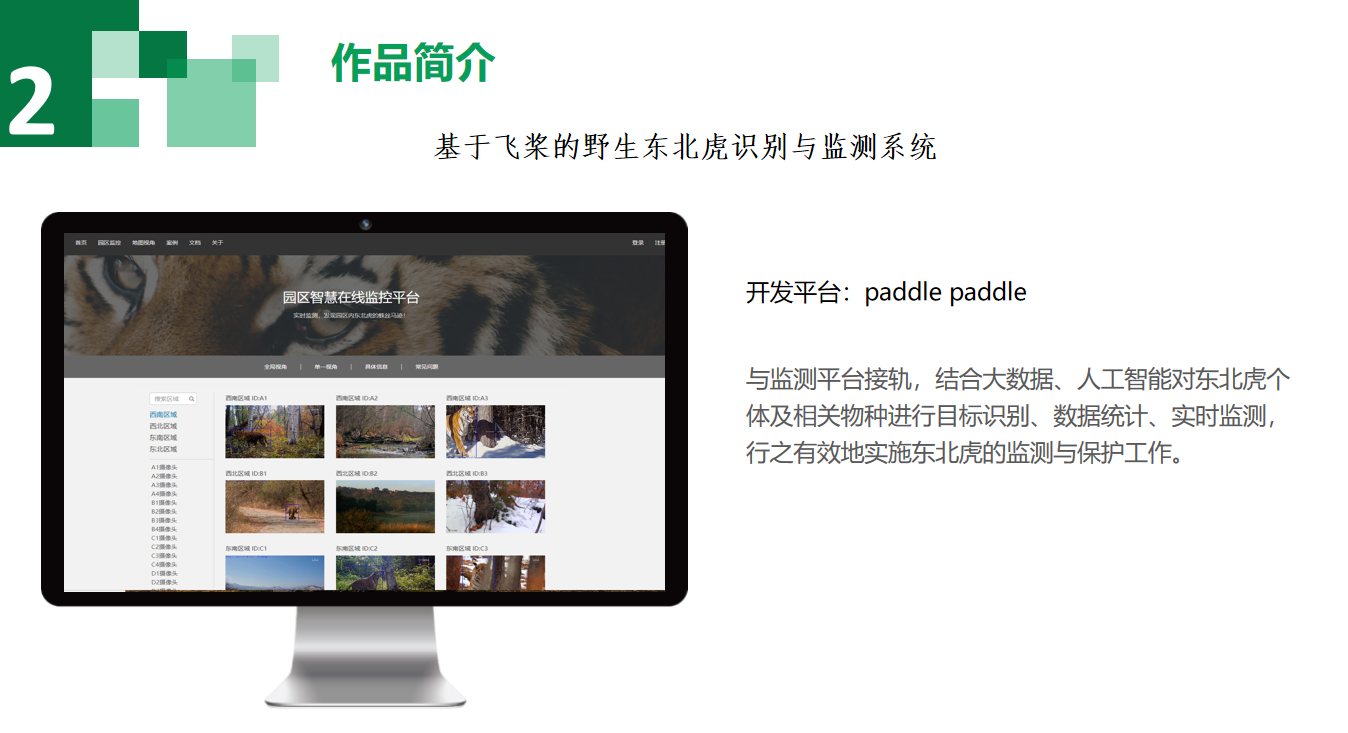 2
作品简介
基于飞桨的野生东北虎识别与监测系统
首页 园区监控 地图视角 案例 文档 关于 登录 注册
园区智慧在线监控平台
实时监测、发现园区内东北虎的蛛丝马迹！
全局视角 | 单一视角 | 具体信息 | 常见问题
搜索区域
西南区域
西北区域
东南区域
东北区域
A1摄像头
A2摄像头
A3摄像头
A4摄像头
B1摄像头
B2摄像头
B3摄像头
B4摄像头
C1摄像头
C2摄像头
C3摄像头
C4摄像头
D1摄像头
D2摄像头
西南区域 ID:A1 西南区域 ID:A2 西南区域 ID:A3
西北区域 ID:B1 西北区域 ID:B2 西北区域 ID:B3
东南区域 ID:C1 东南区域 ID:C2 东南区域 ID:C3
开发平台：paddle paddle
与监测平台接轨，结合大数据、人工智能对东北虎个
体及相关物种进行目标识别、数据统计、实时监测，
行之有效地实施东北虎的监测与保护工作。